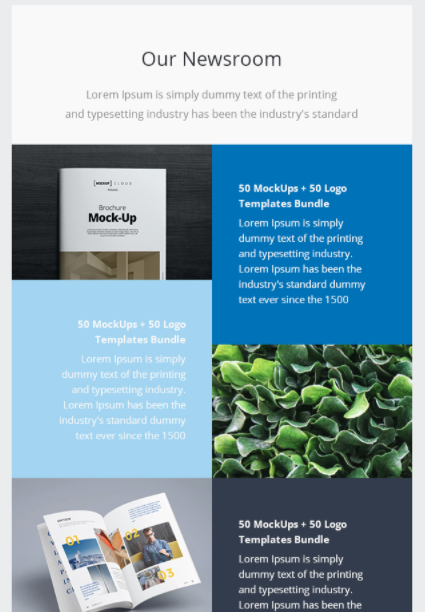 Our Newsroom
Lorem Ipsum is simply dummy text of the printing
and typesetting industry has been the industry's standard
[MOCKUP] CLOUD
Brochure
Mock-Up
50 MockUps + 50 Logo
Templates Bundle
Lorem Ipsum is simply
dummy text of the printing
and typesetting industry.
Lorem Ipsum has been the
industry's standard dummy
text ever since the 1500
50 MockUps + 50 Logo
Templates Bundle
Lorem Ipsum is simply
dummy text of the printing
and typesetting industry.
Lorem Ipsum has been the
industry's standard dummy
text ever since the 1500
01
02
03
50 MockUps + 50 Logo
Templates Bundle
Lorem Ipsum is simply
dummy text of the printing
and typesetting industry.
Lorem Ipsum has been the